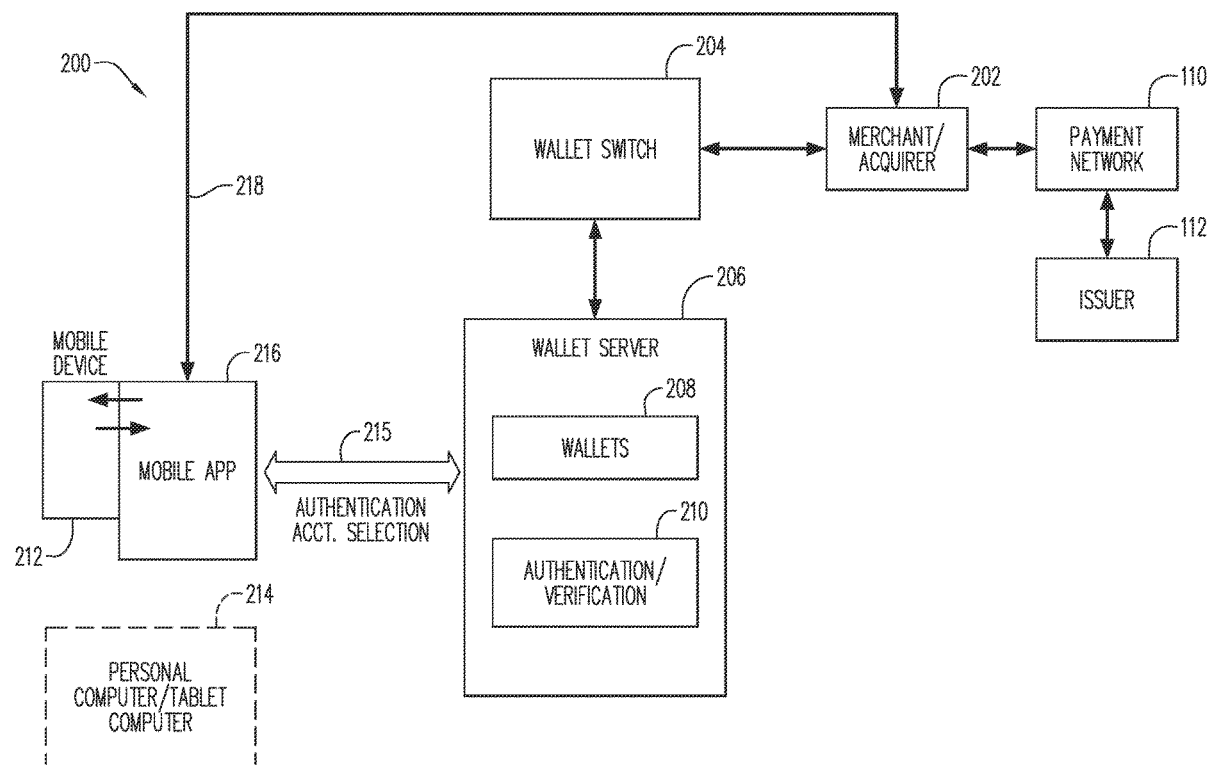 200
204
202
110
WALLET SWITCH
MERCHANT/
ACQUIRER
PAYMENT
NETWORK
218
112
ISSUER
206
WALLET SERVER
MOBILE
DEVICE
216
208
WALLETS
215
MOBILE APP
AUTHENTICATION
ACCT. SELECTION
210
212
AUTHENTICATION/
VERIFICATION
214
PERSONAL
COMPUTER/TABLET
COMPUTER